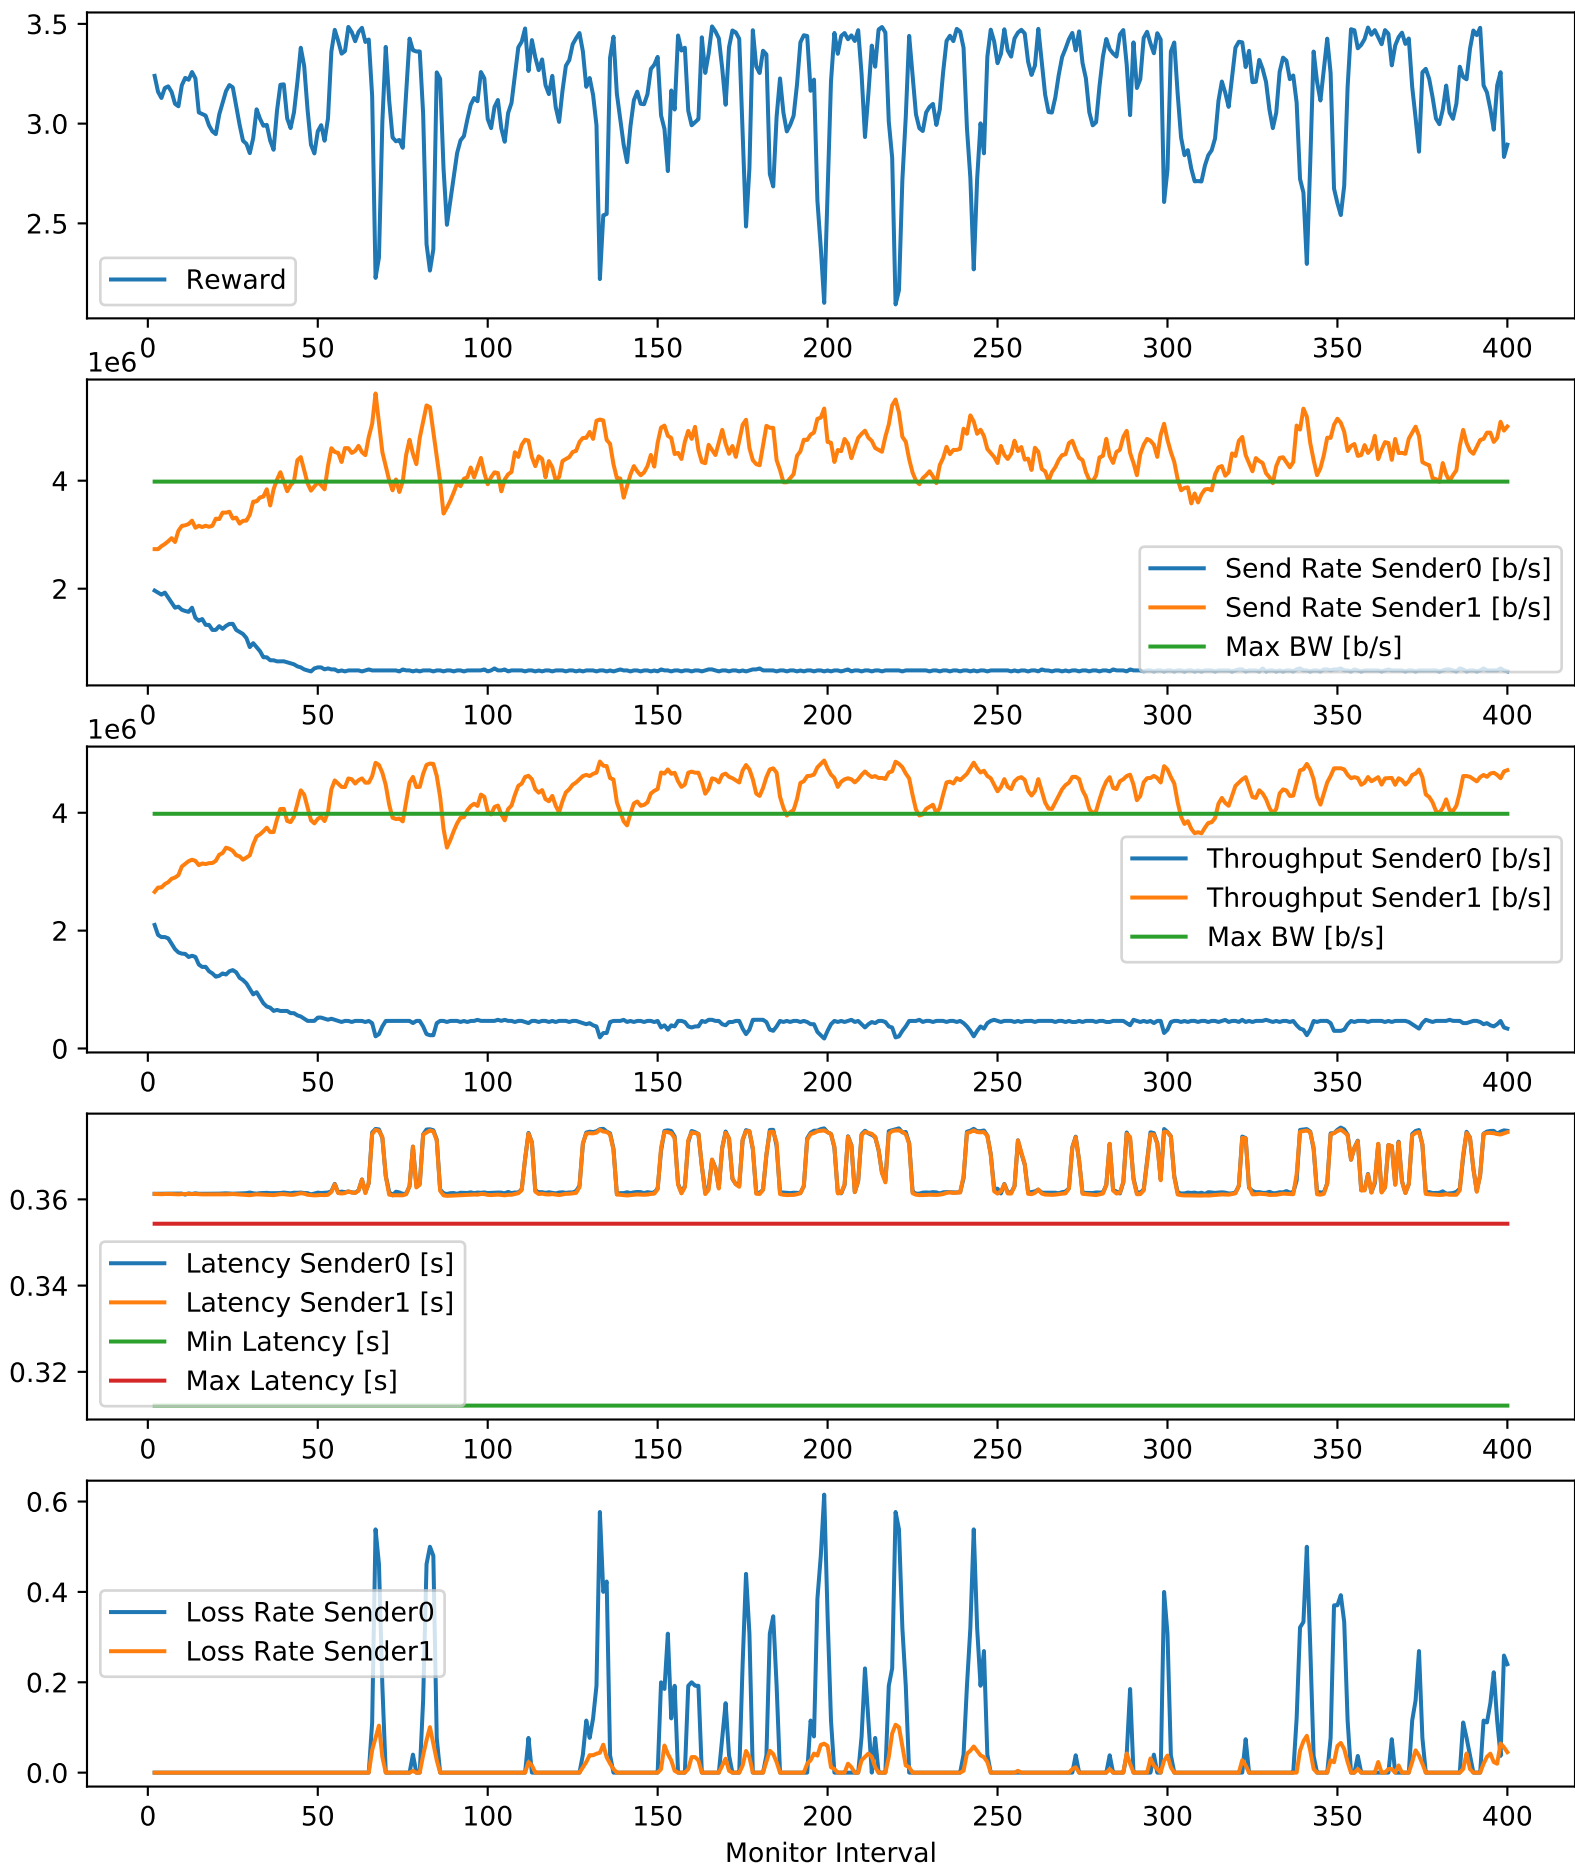 3.5
3.0
2.5
Reward
0 50 100 150 200 250 300 350 400
1e6
4
2
Send Rate Sender0 [b/s]
Send Rate Sender1 [b/s]
Max BW [b/s]
0 50 100 150 200 250 300 350 400
1e6
4
2
0
Throughput Sender0 [b/s]
Throughput Sender1 [b/s]
Max BW [b/s]
0 50 100 150 200 250 300 350 400
0.36
0.34
0.32
Latency Sender0 [s]
Latency Sender1 [s]
Min Latency [s]
Max Latency [s]
0 50 100 150 200 250 300 350 400
0.6
0.4
0.2
0.0
Loss Rate Sender0
Loss Rate Sender1
0 50 100 150 200 250 300 350 400
Monitor Interval